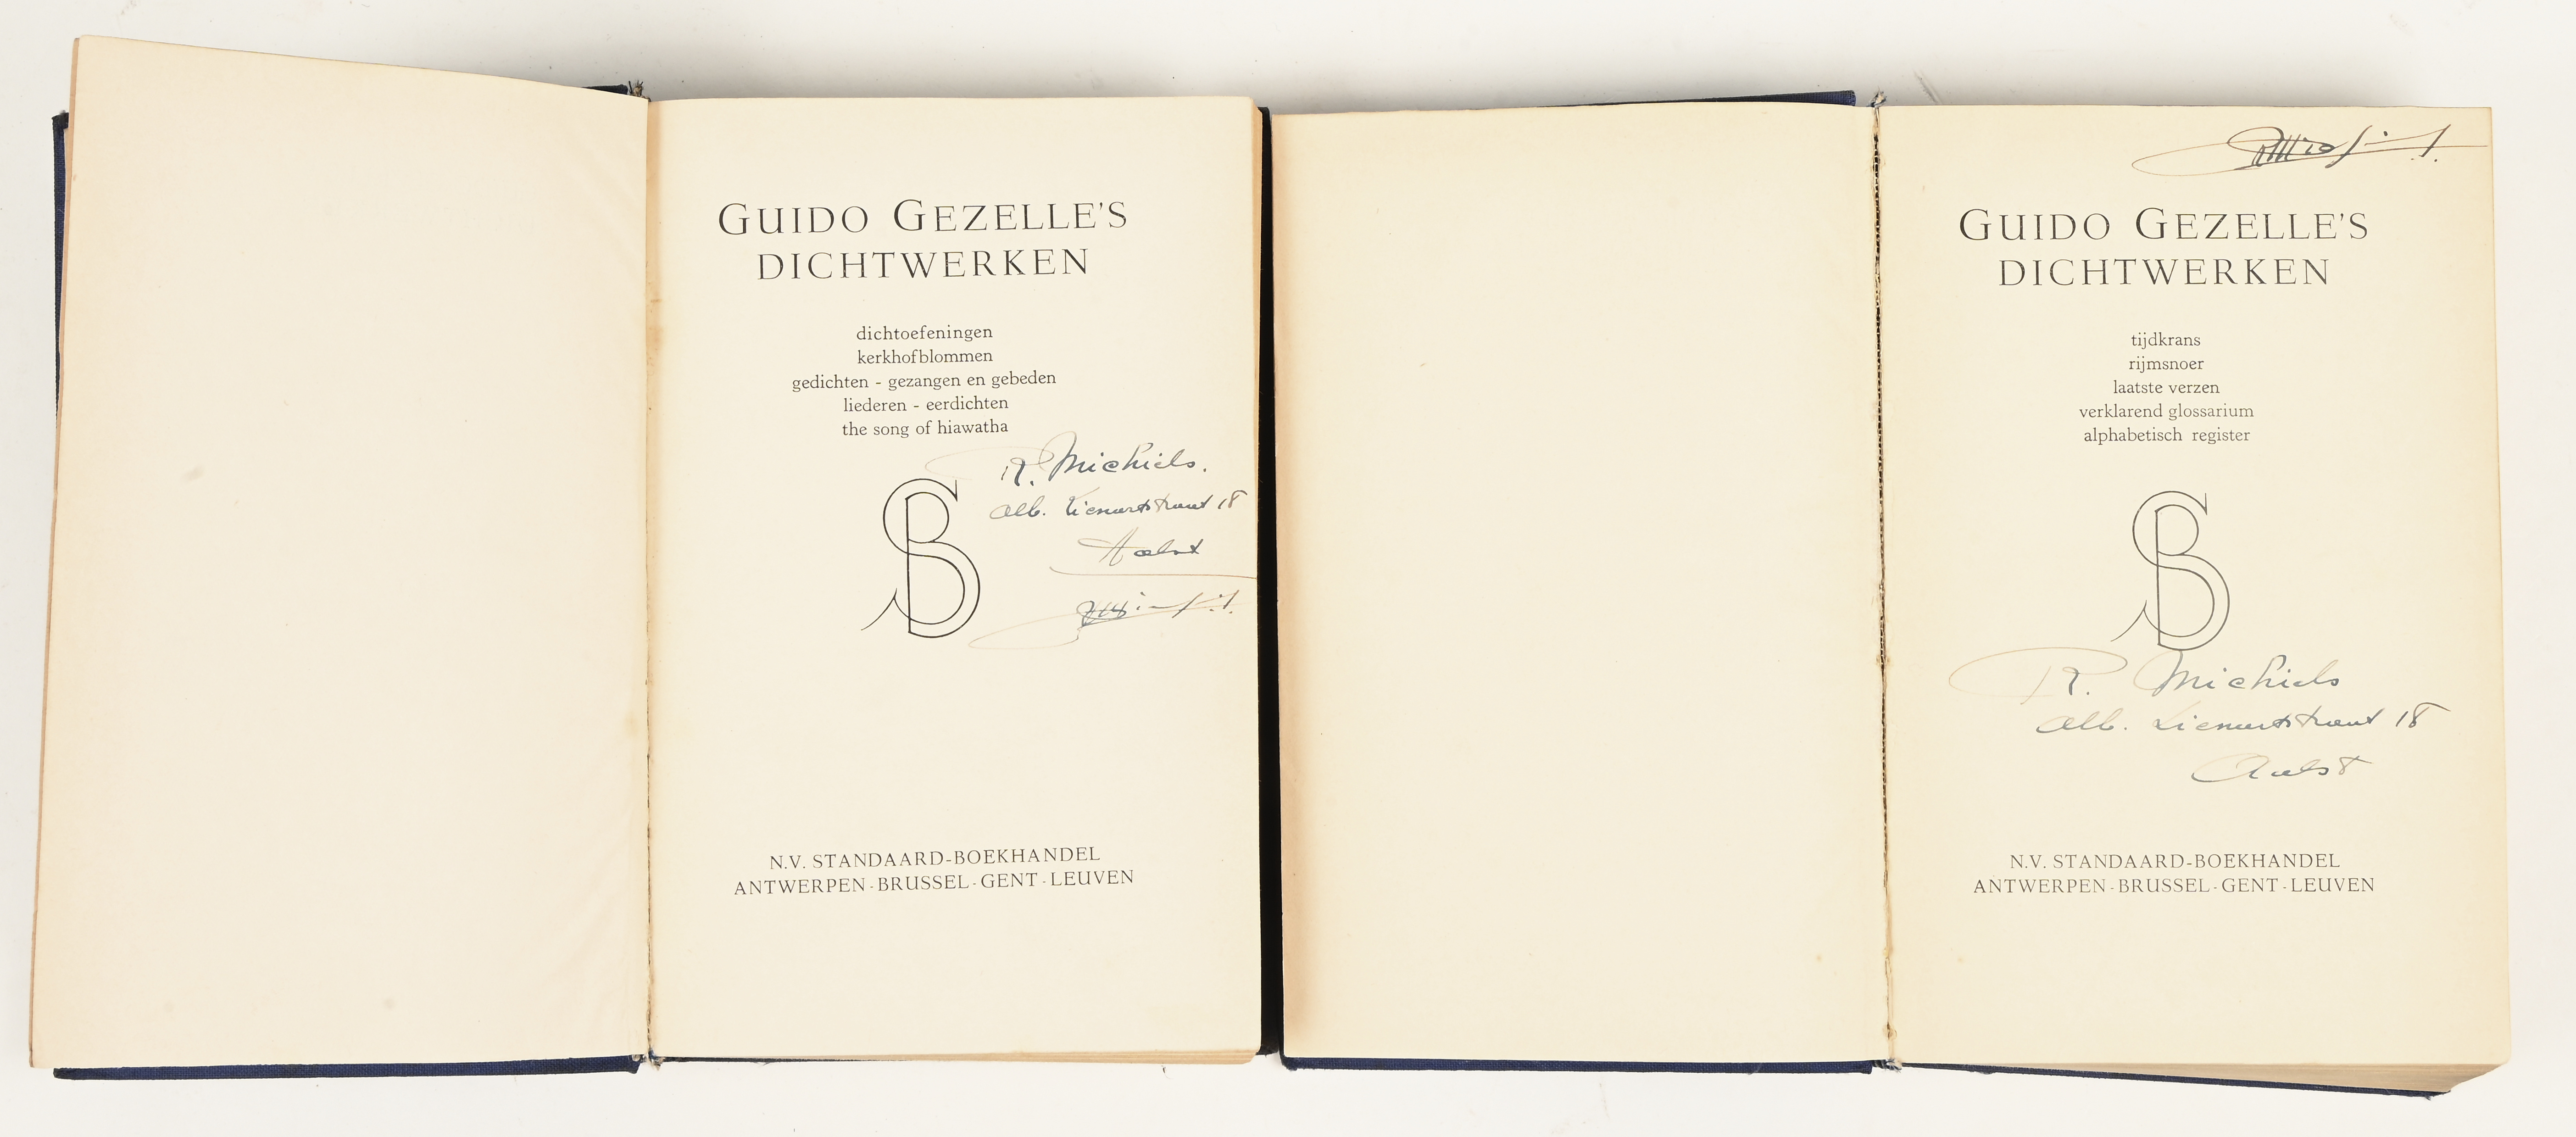 GUIDO GEZELLE'S
DICHTWERKEN
dichtoefeningen
kerkhofblommen
gedichten - gezangen en gebeden
liederen - eerdichten
the song of hiawatha
R. Michiels.
Alb. Lienartstraat 18
Aalst
SB
N.V. STANDAARD-BOEKHANDEL
ANTWERPEN-BRUSSEL-GENT-LEUVEN
GUIDO GEZELLE'S
DICHTWERKEN
tijdkrans
rijmsnoer
laatste verzen
verklarend glossarium
alphabetisch register
SB
R. Michiels
Alb. Lienartstraat 18
Aalst
N.V. STANDAARD-BOEKHANDEL
ANTWERPEN-BRUSSEL-GENT-LEUVEN